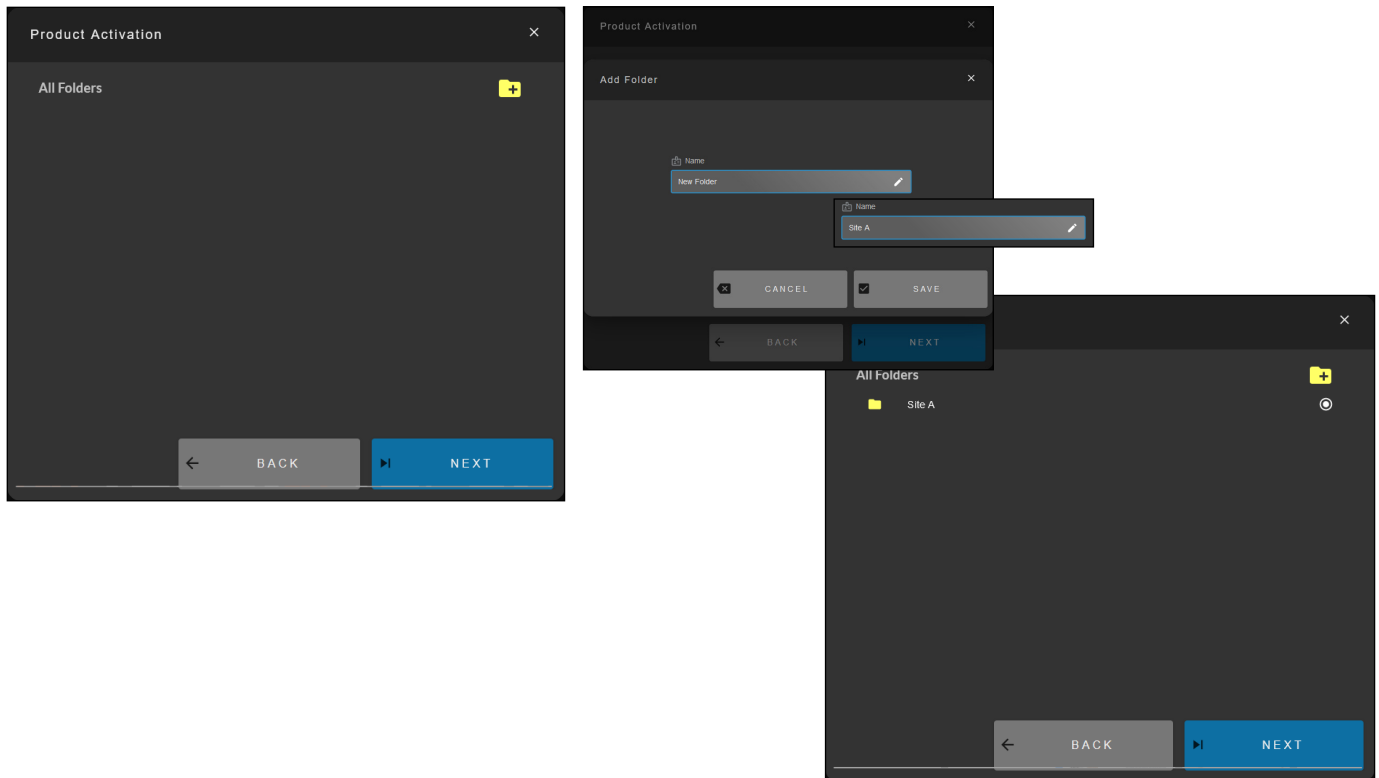 Product Activation
All Folders
BACK
NEXT
Product Activation
Add Folder
Name
New Folder
Name
Site A
CANCEL
SAVE
BACK
NEXT
All Folders
Site A
BACK
NEXT